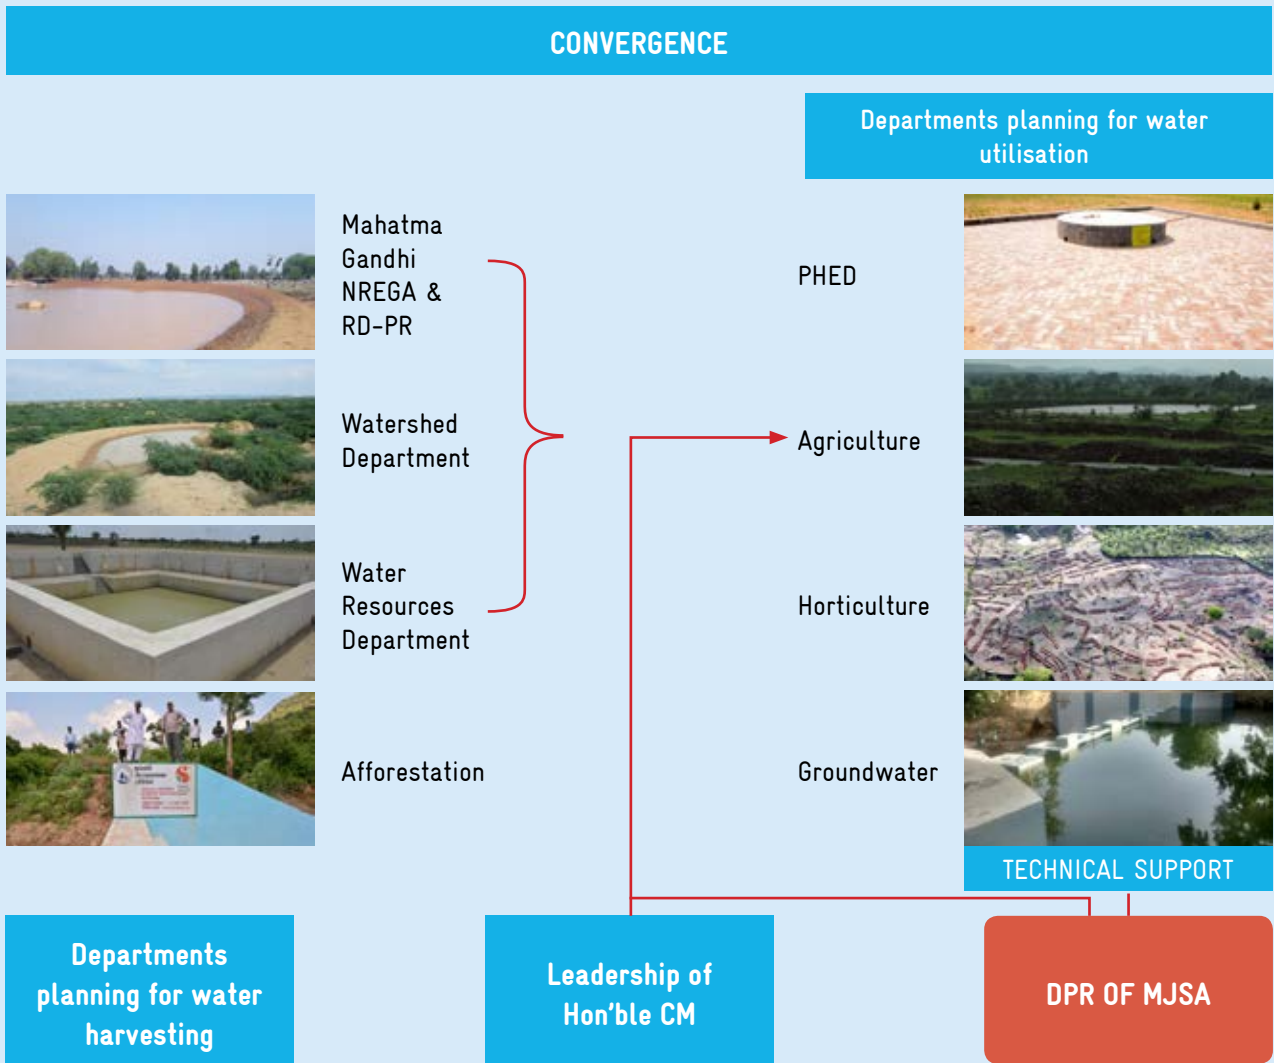 CONVERGENCE
Departments planning for water
utilisation
Mahatma
Gandhi
NREGA &
RD-PR
PHED
Watershed
Department
Agriculture
Water
Resources
Department
Horticulture
Afforestation
Groundwater
TECHNICAL SUPPORT
Departments
planning for water
harvesting
Leadership of
Hon'ble CM
DPR OF MJSA